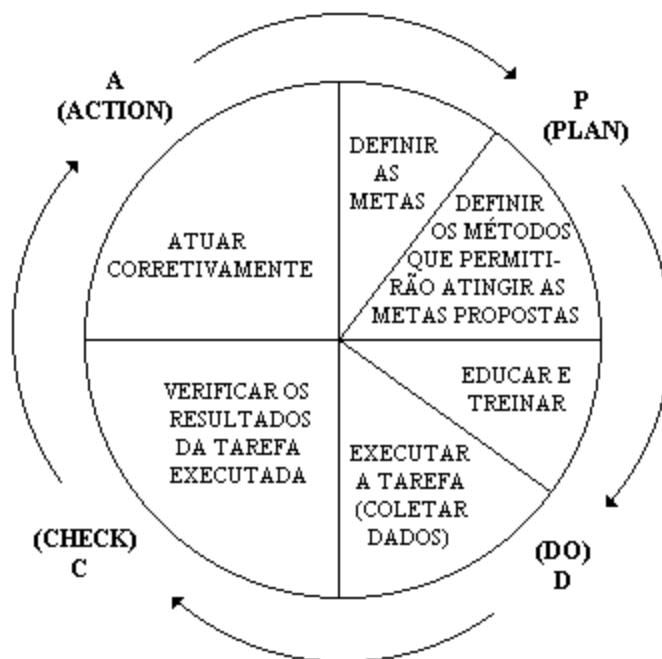 A
(ACTION)
P
(PLAN)
DEFINIR
AS
METAS
DEFINIR
OS MÉTODOS
QUE PERMITI-
RÃO ATINGIR AS
METAS PROPOSTAS
ATUAR
CORRETIVAMENTE
EDUCAR E
TREINAR
VERIFICAR OS
RESULTADOS
DA TAREFA
EXECUTADA
EXECUTAR
A TAREFA
(COLETAR
DADOS)
(CHECK)
C
(DO)
D